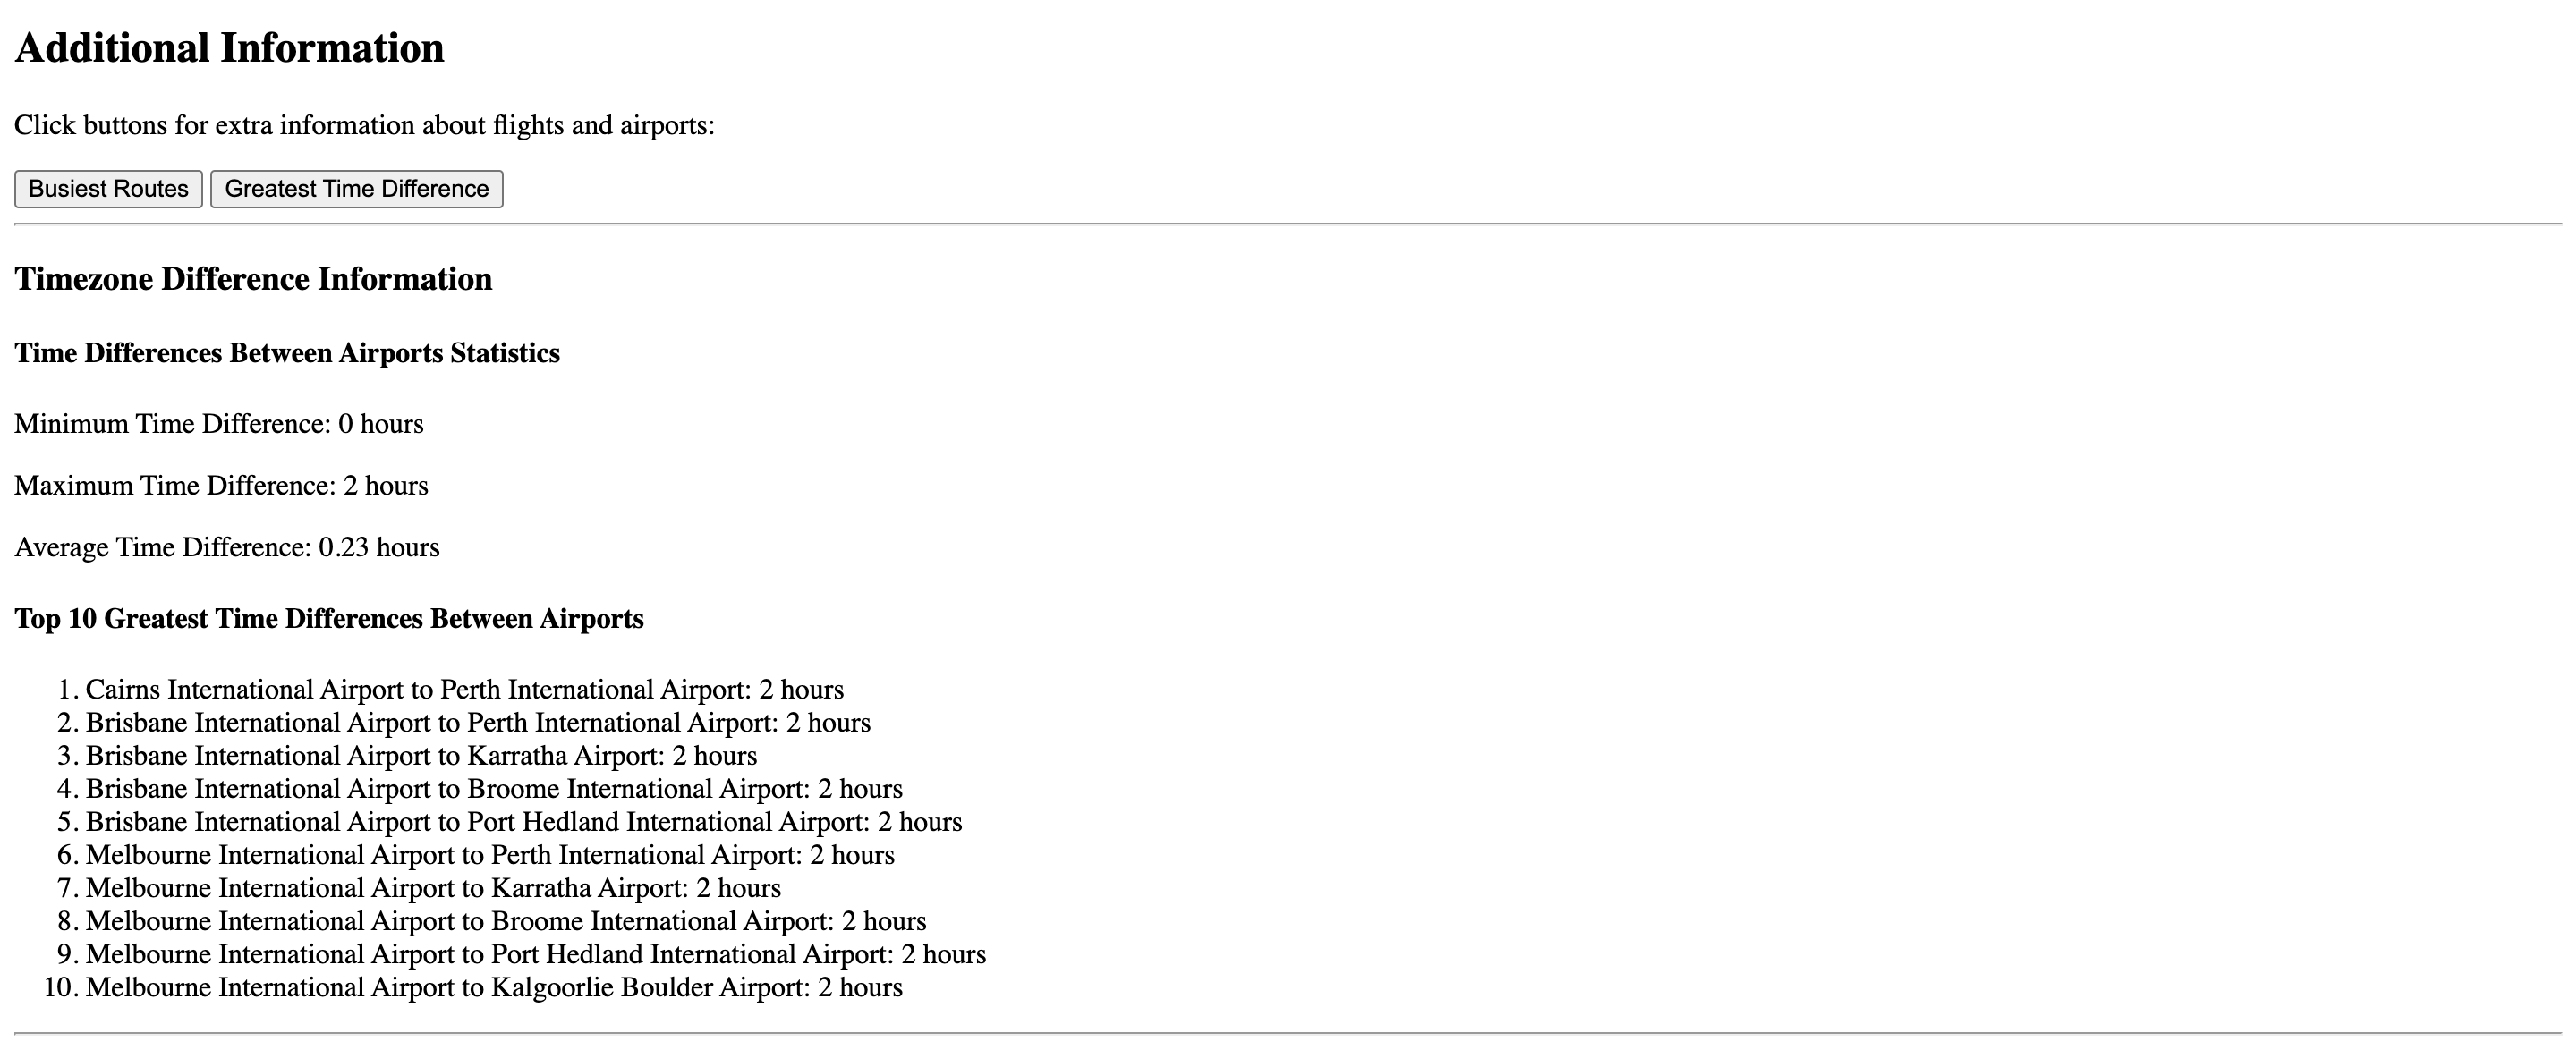 Additional Information
Click buttons for extra information about flights and airports:
Busiest Routes Greatest Time Difference
Timezone Difference Information
Time Differences Between Airports Statistics
Minimum Time Difference: 0 hours
Maximum Time Difference: 2 hours
Average Time Difference: 0.23 hours
Top 10 Greatest Time Differences Between Airports
1. Cairns International Airport to Perth International Airport: 2 hours
2. Brisbane International Airport to Perth International Airport: 2 hours
3. Brisbane International Airport to Karratha Airport: 2 hours
4. Brisbane International Airport to Broome International Airport: 2 hours
5. Brisbane International Airport to Port Hedland International Airport: 2 hours
6. Melbourne International Airport to Perth International Airport: 2 hours
7. Melbourne International Airport to Karratha Airport: 2 hours
8. Melbourne International Airport to Broome International Airport: 2 hours
9. Melbourne International Airport to Port Hedland International Airport: 2 hours
10. Melbourne International Airport to Kalgoorlie Boulder Airport: 2 hours